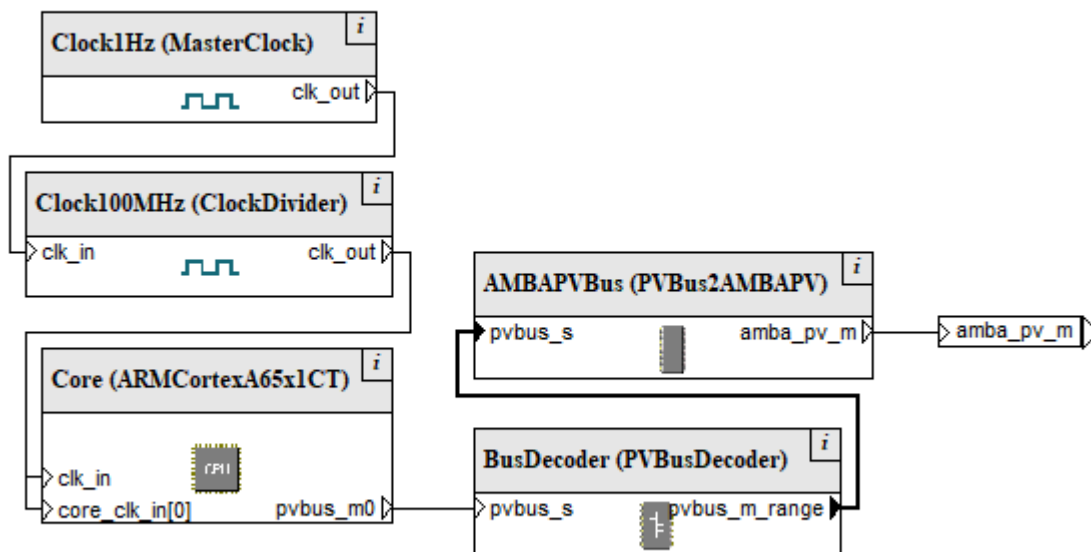 Clock1Hz (MasterClock)
i
clk_out
Clock100MHz (ClockDivider)
i
clk_in
clk_out
AMBAPVBus (PVBus2AMBAPV)
i
pvbus_s
amba_pv_m
amba_pv_m
Core (ARMCortexA65x1CT)
i
CPU
clk_in
core_clk_in[0]
pvbus_m0
BusDecoder (PVBusDecoder)
i
pvbus_s
pvbus_m_range